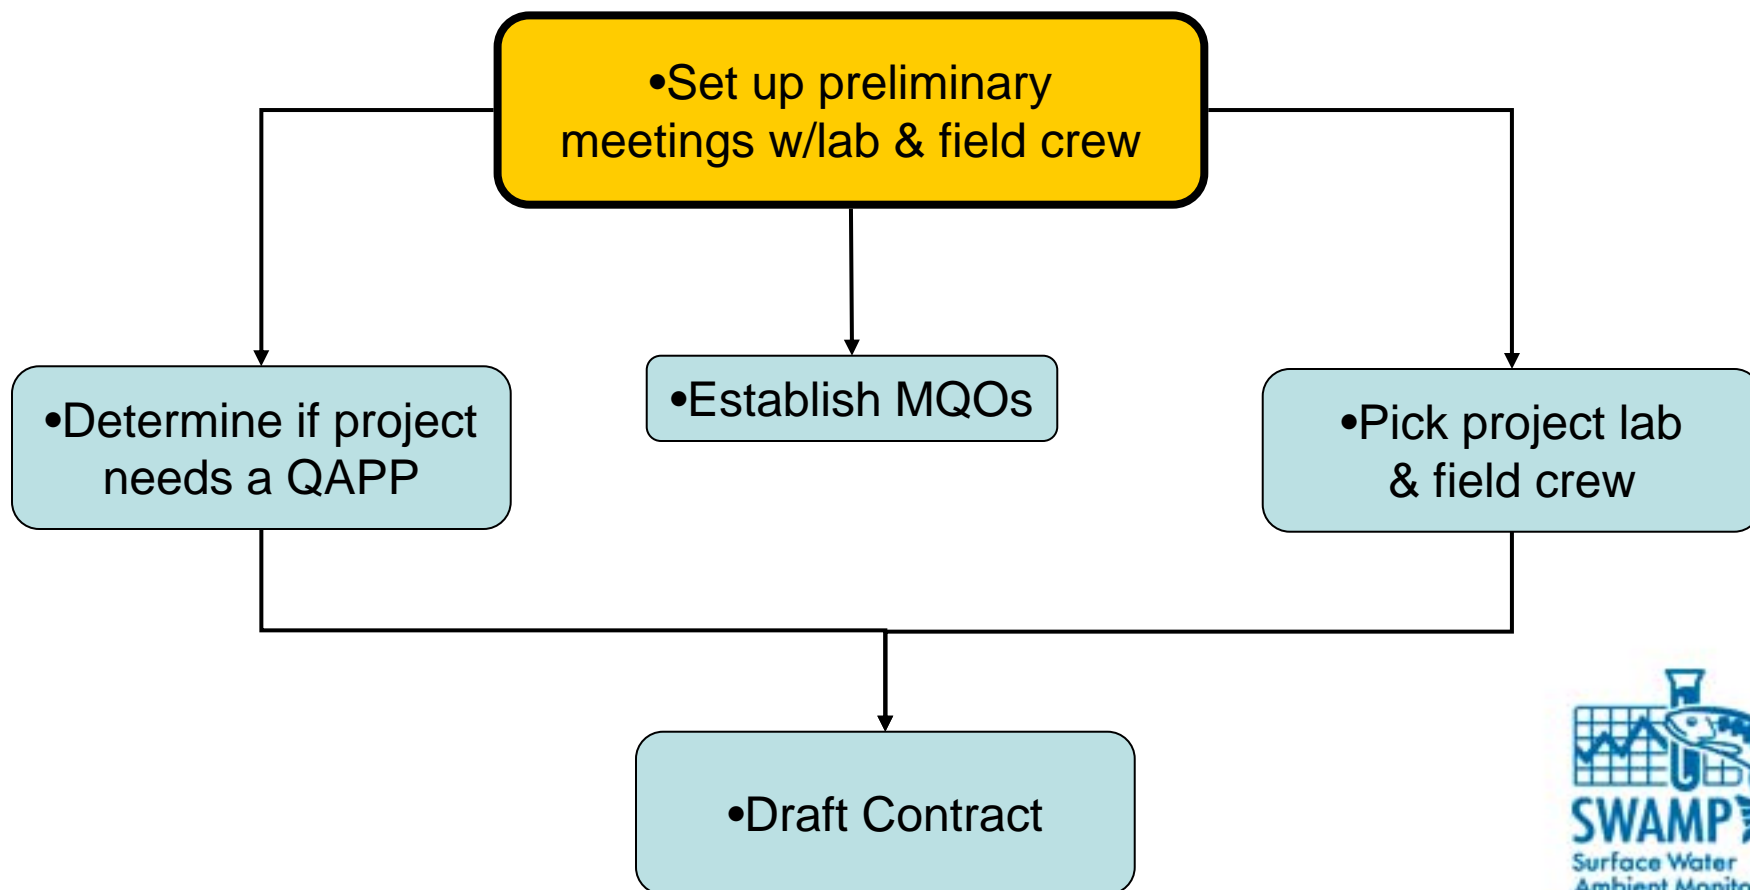 •Set up preliminary
meetings w/lab & field crew
•Determine if project
needs a QAPP
•Establish MQOs
•Pick project lab
& field crew
•Draft Contract
SWAMP
Surface Water
Ambient